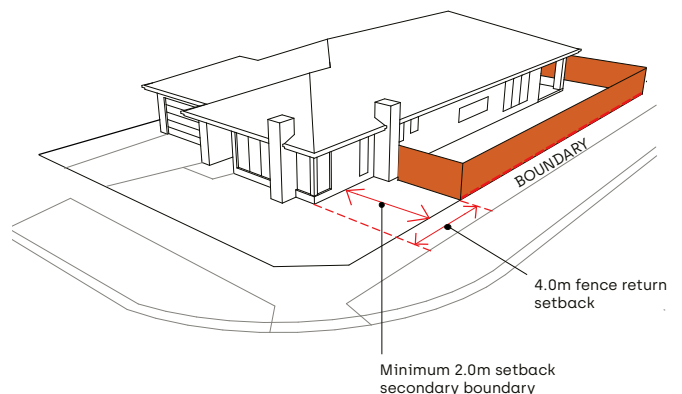 BOUNDARY
4.0m fence return
setback
Minimum 2.0m setback
secondary boundary